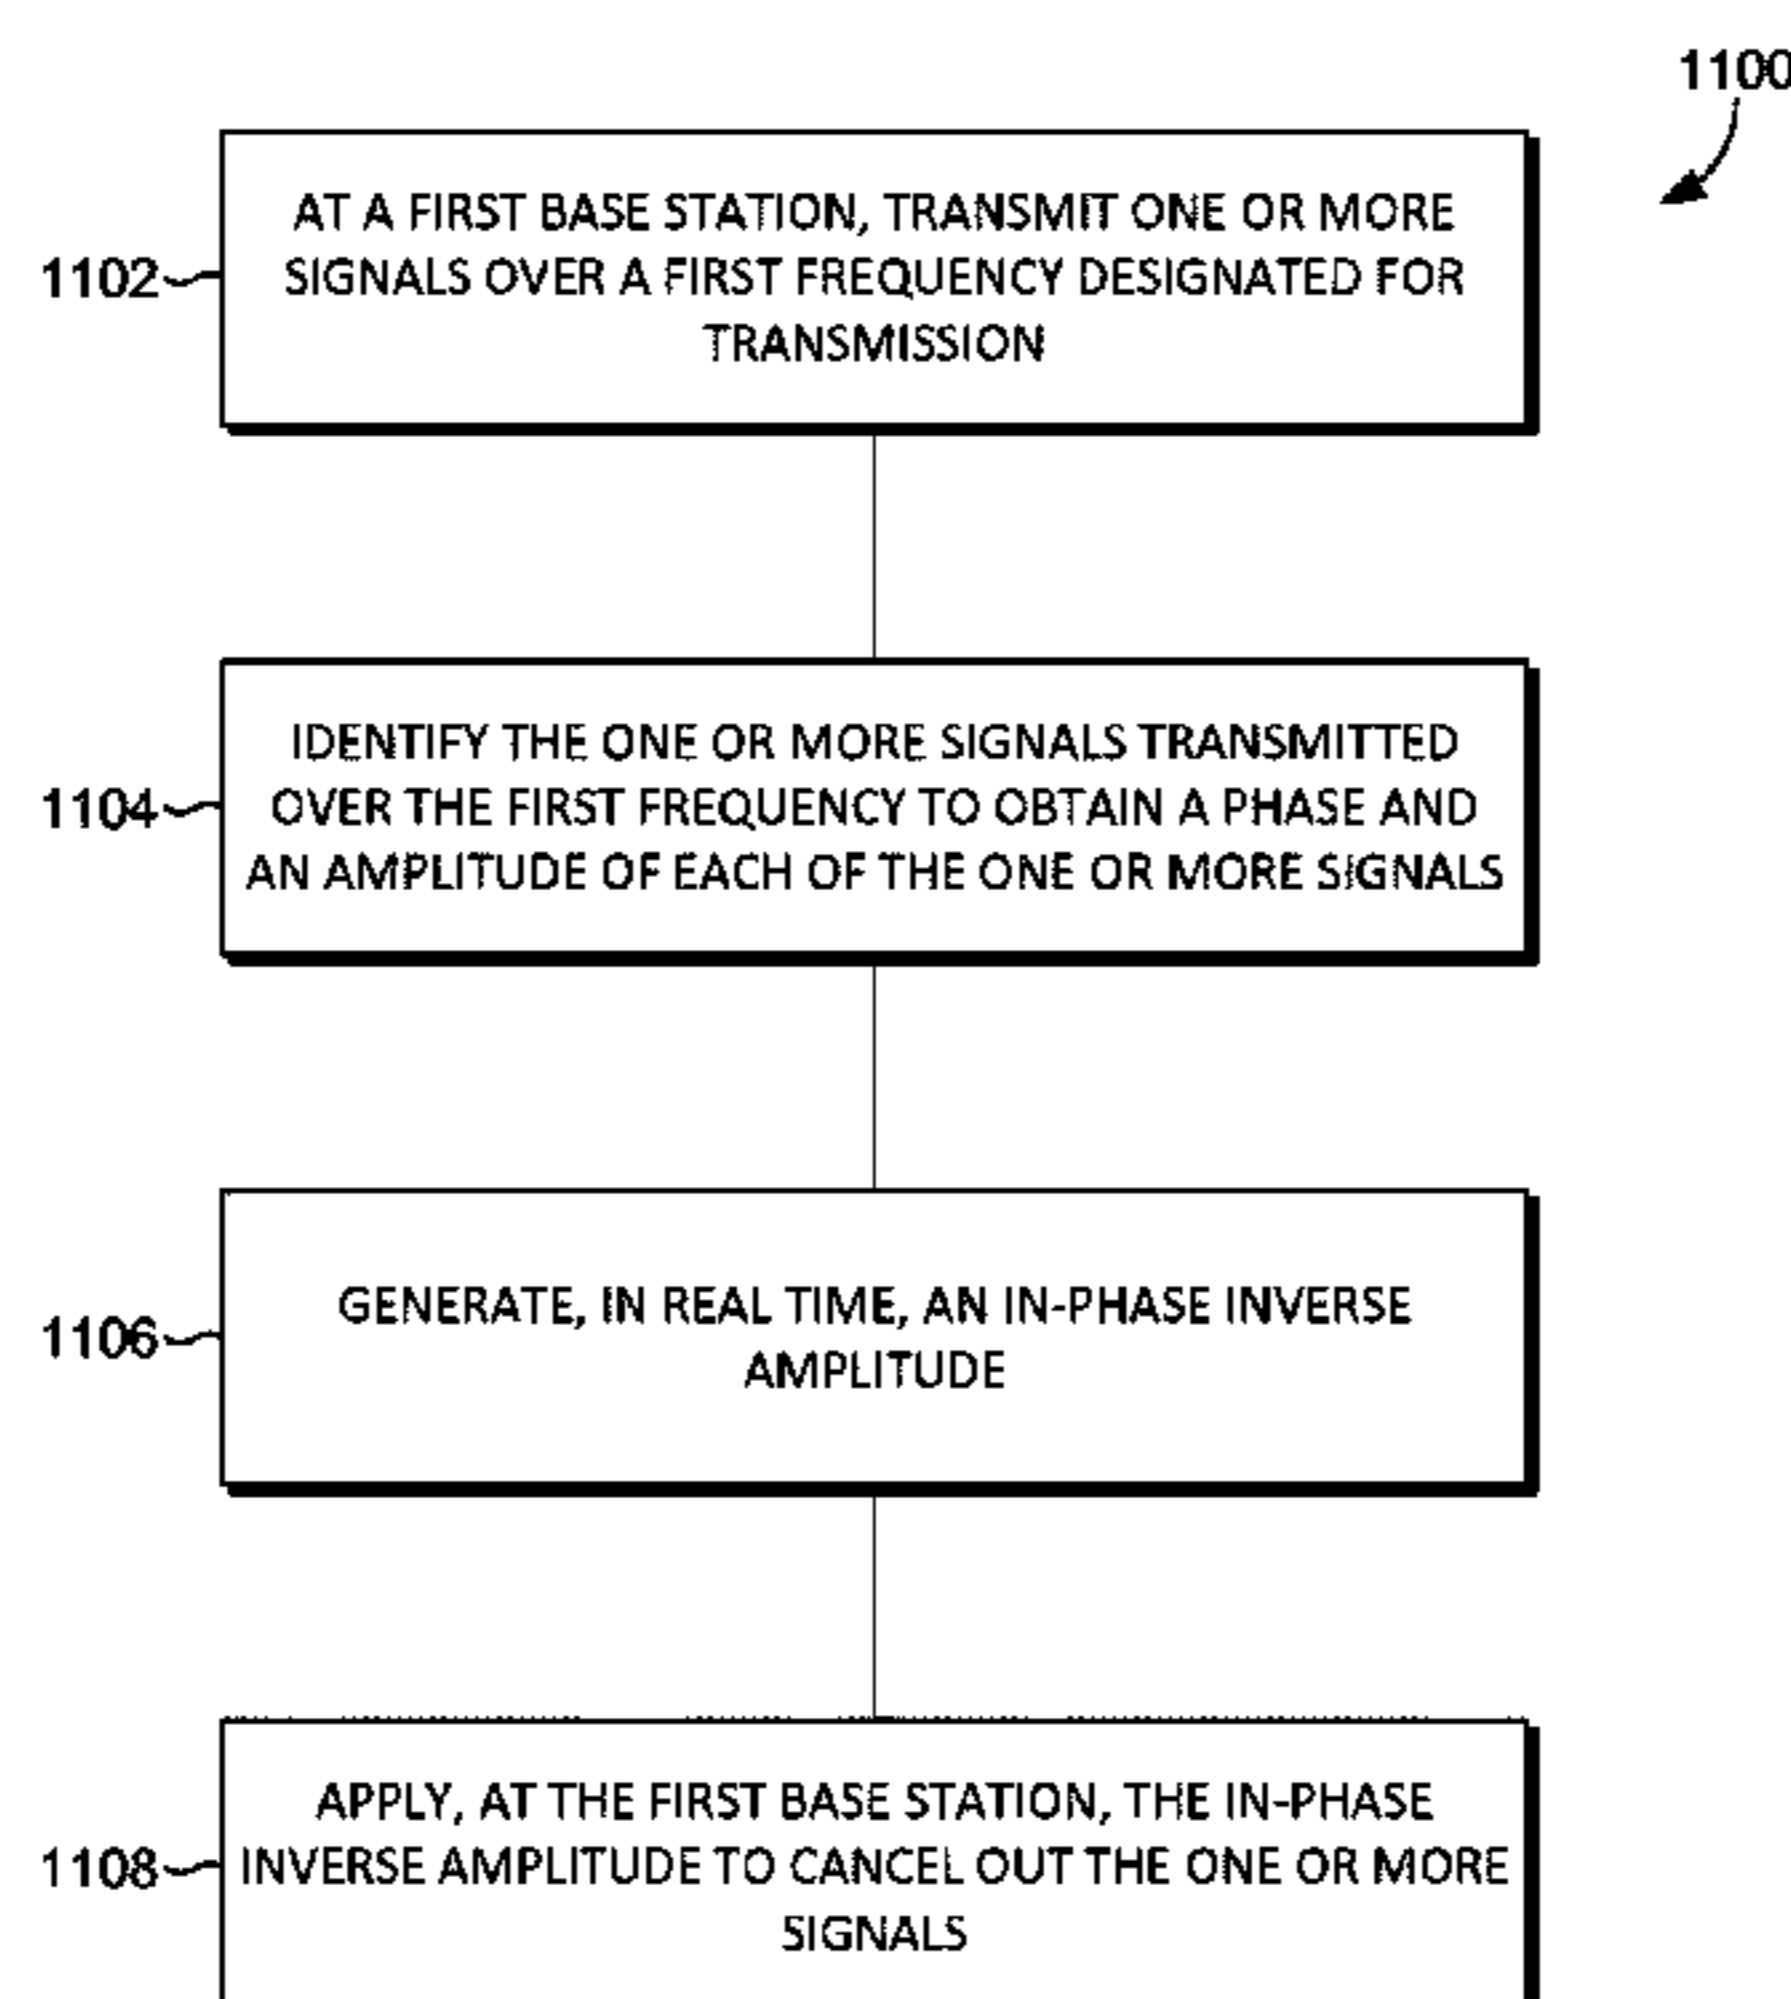 1100
AT A FIRST BASE STATION, TRANSMIT ONE OR MORE
SIGNALS OVER A FIRST FREQUENCY DESIGNATED FOR
TRANSMISSION
1102
IDENTIFY THE ONE OR MORE SIGNALS TRANSMITTED
OVER THE FIRST FREQUENCY TO OBTAIN A PHASE AND
AN AMPLITUDE OF EACH OF THE ONE OR MORE SIGNALS
1104
GENERATE, IN REAL TIME, AN IN-PHASE INVERSE
AMPLITUDE
1106
APPLY, AT THE FIRST BASE STATION, THE IN-PHASE
INVERSE AMPLITUDE TO CANCEL OUT THE ONE OR MORE
SIGNALS
1108